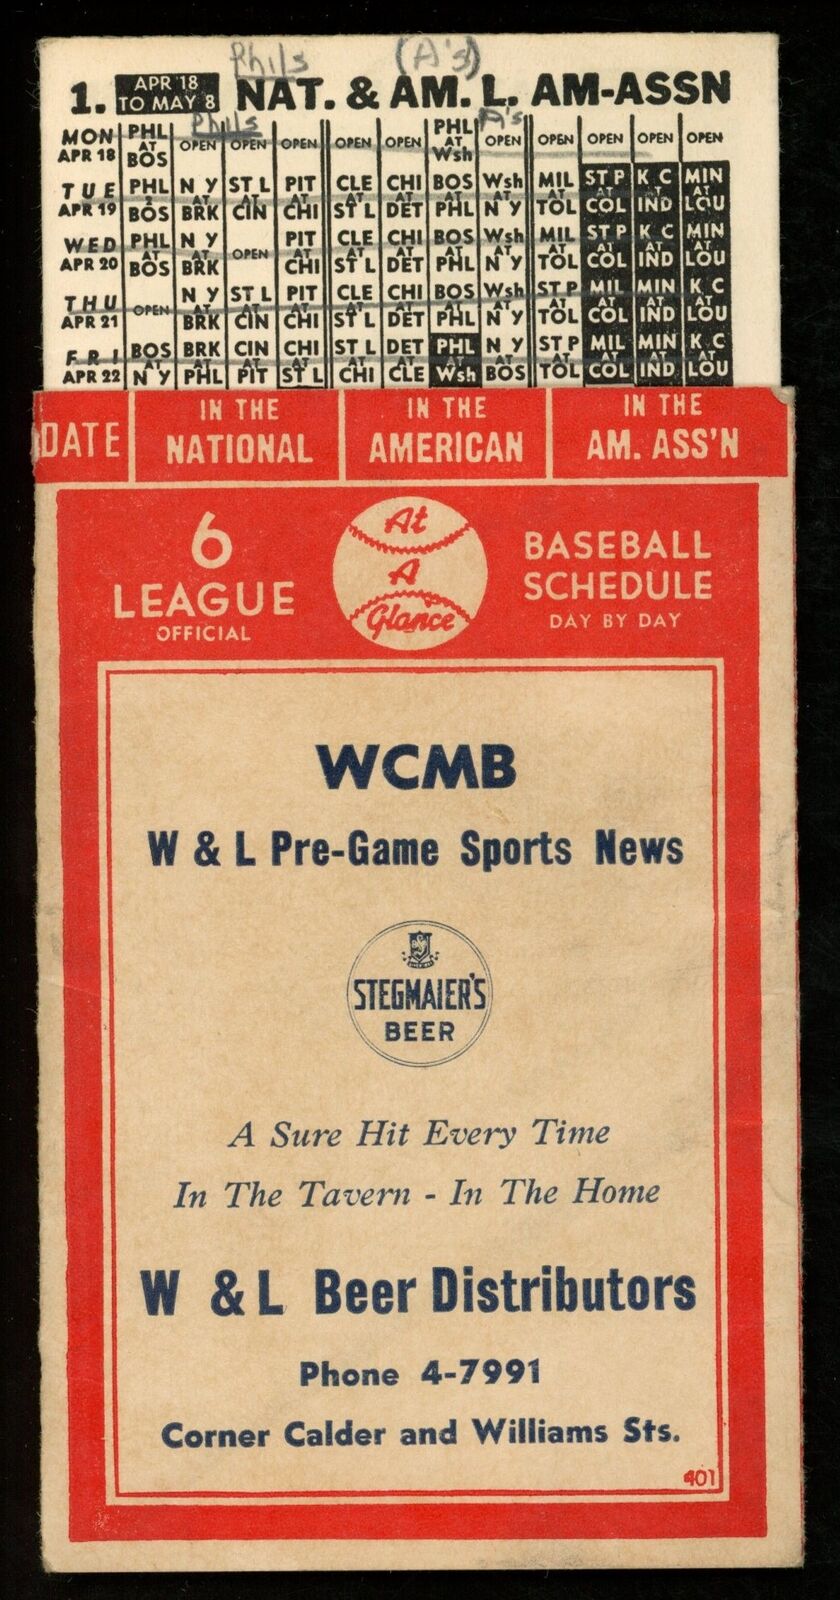 Phils (A's)
1. APR 18 TO MAY 8 NAT. & AM. L. AM-ASSN
Phils A's
MON APR 18 PHL AT BOS OPEN OPEN OPEN OPEN OPEN PHL AT Wsh OPEN OPEN OPEN OPEN OPEN
TUE APR 19 PHL 2 BOS N Y AT BRK ST L AT CIN PIT AT CHI CLE AT ST L CHI AT DET BOS AT PHL Wsh AT N Y MIL AT TOL ST P AT COL K C AT IND MIN AT LOU
WED APR 20 PHL AT BOS N Y AT BRK OPEN PIT AT CHI CLE AT ST L CHI AT DET BOS AT PHL Wsh AT N Y MIL AT TOL ST P AT COL K C AT IND MIN AT LOU
THU APR 21 OPEN N Y AT BRK ST L AT CIN PIT AT CHI CLE AT ST L CHI AT DET BOS AT PHL Wsh AT N Y ST P AT TOL MIL AT COL MIN AT IND K C AT LOU
FRI APR 22 BOS AT N Y BRK AT PHL CIN AT PIT CHI AT ST L ST L AT CHI DET AT CLE PHL AT Wsh N Y AT BOS ST P AT TOL MIL AT COL MIN AT IND K C AT LOU
DATE IN THE NATIONAL IN THE AMERICAN IN THE AM. ASS'N
6 LEAGUE OFFICIAL
At A Glance
BASEBALL SCHEDULE DAY BY DAY
WCMB
W & L Pre-Game Sports News
STEGMAIER'S
BEER
A Sure Hit Every Time
In The Tavern - In The Home
W & L Beer Distributors
Phone 4-7991
Corner Calder and Williams Sts.
401